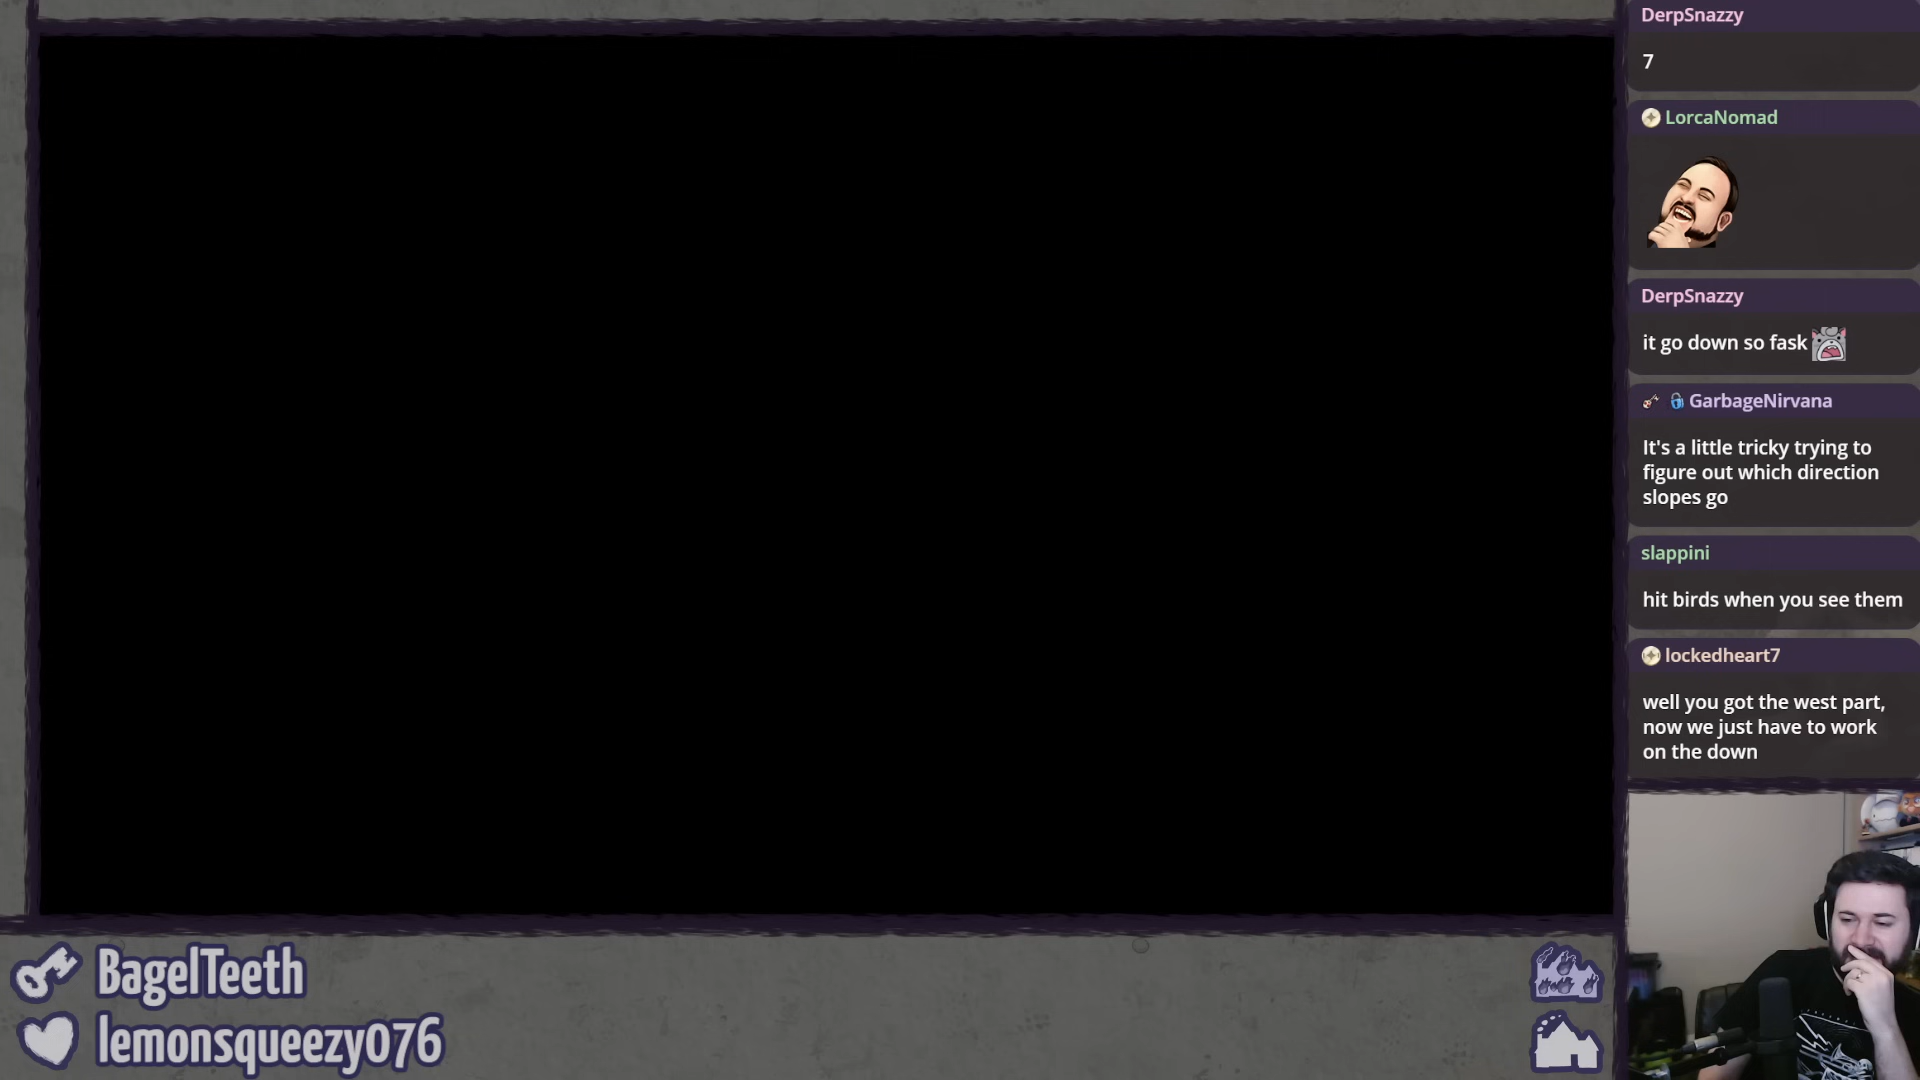 DerpSnazzy
7
LorcaNomad
DerpSnazzy
it go down so fask
GarbageNirvana
It's a little tricky trying to
figure out which direction
slopes go
slappini
hit birds when you see them
lockedheart7
well you got the west part,
now we just have to work
on the down
BagelTeeth
lemonsqueezy076